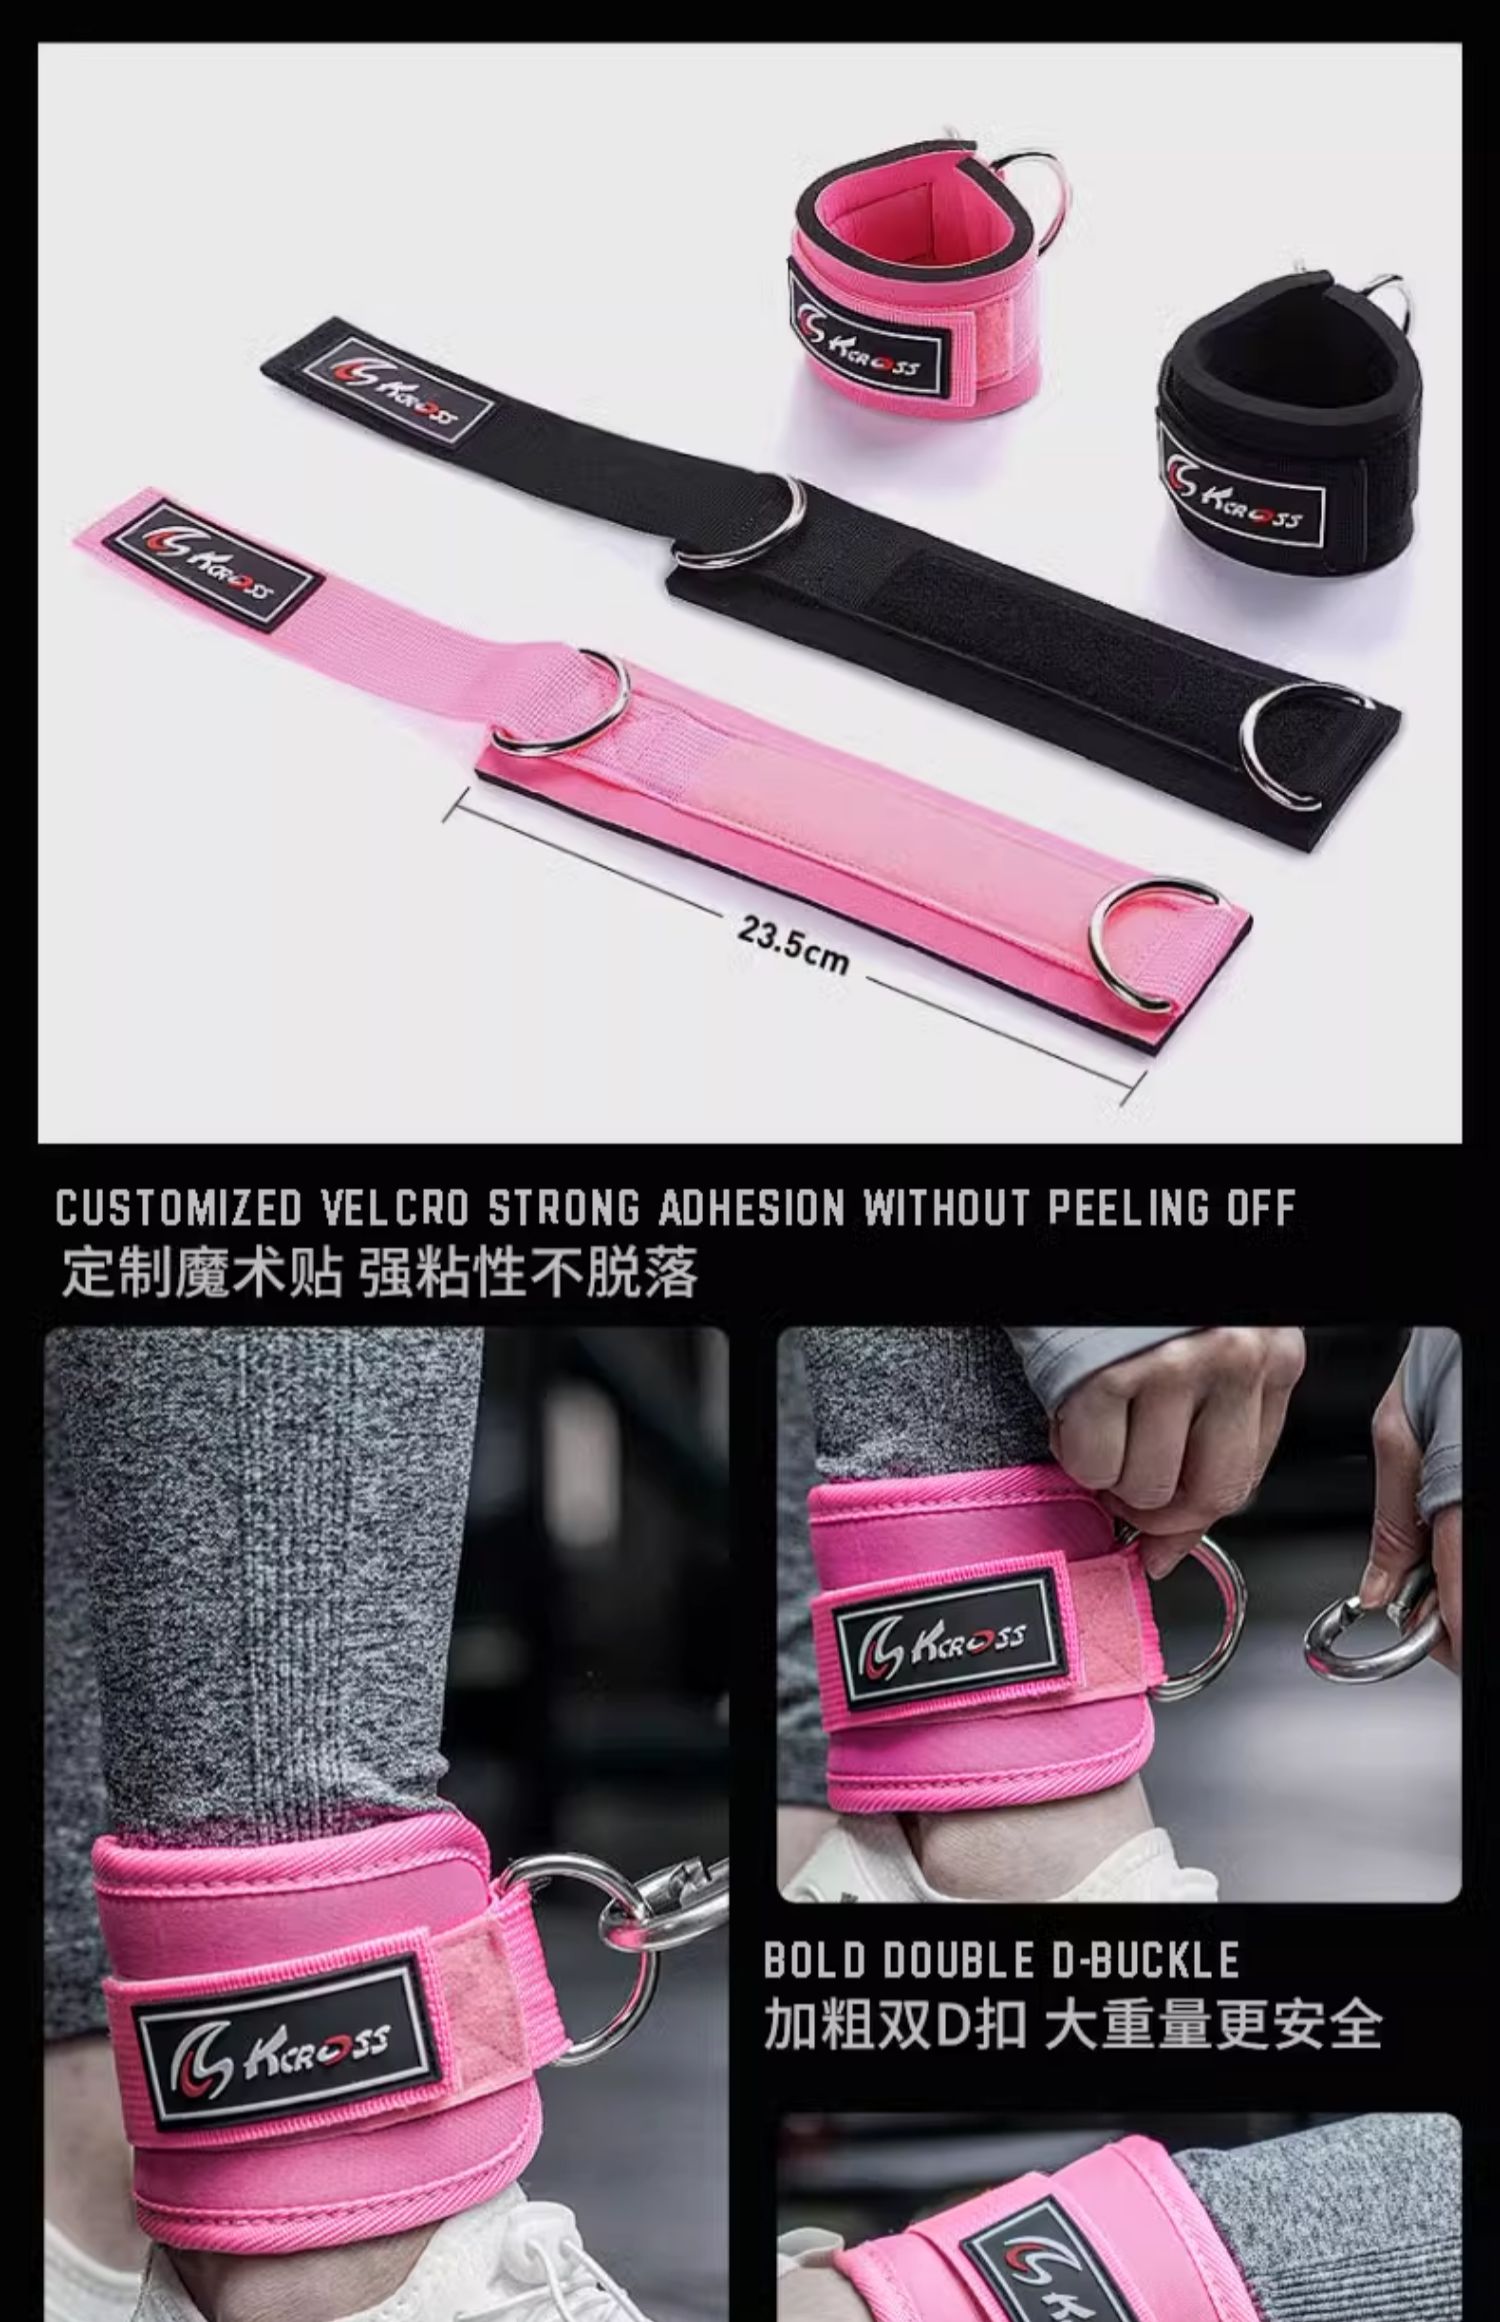 KCROSS
KCROSS
KCROSS
KCROSS
23.5cm
CUSTOMIZED VELCRO STRONG ADHESION WITHOUT PEELING OFF
定制魔术贴 强粘性不脱落
KCROSS
KCROSS
BOLD DOUBLE D-BUCKLE
加粗双D扣 大重量更安全